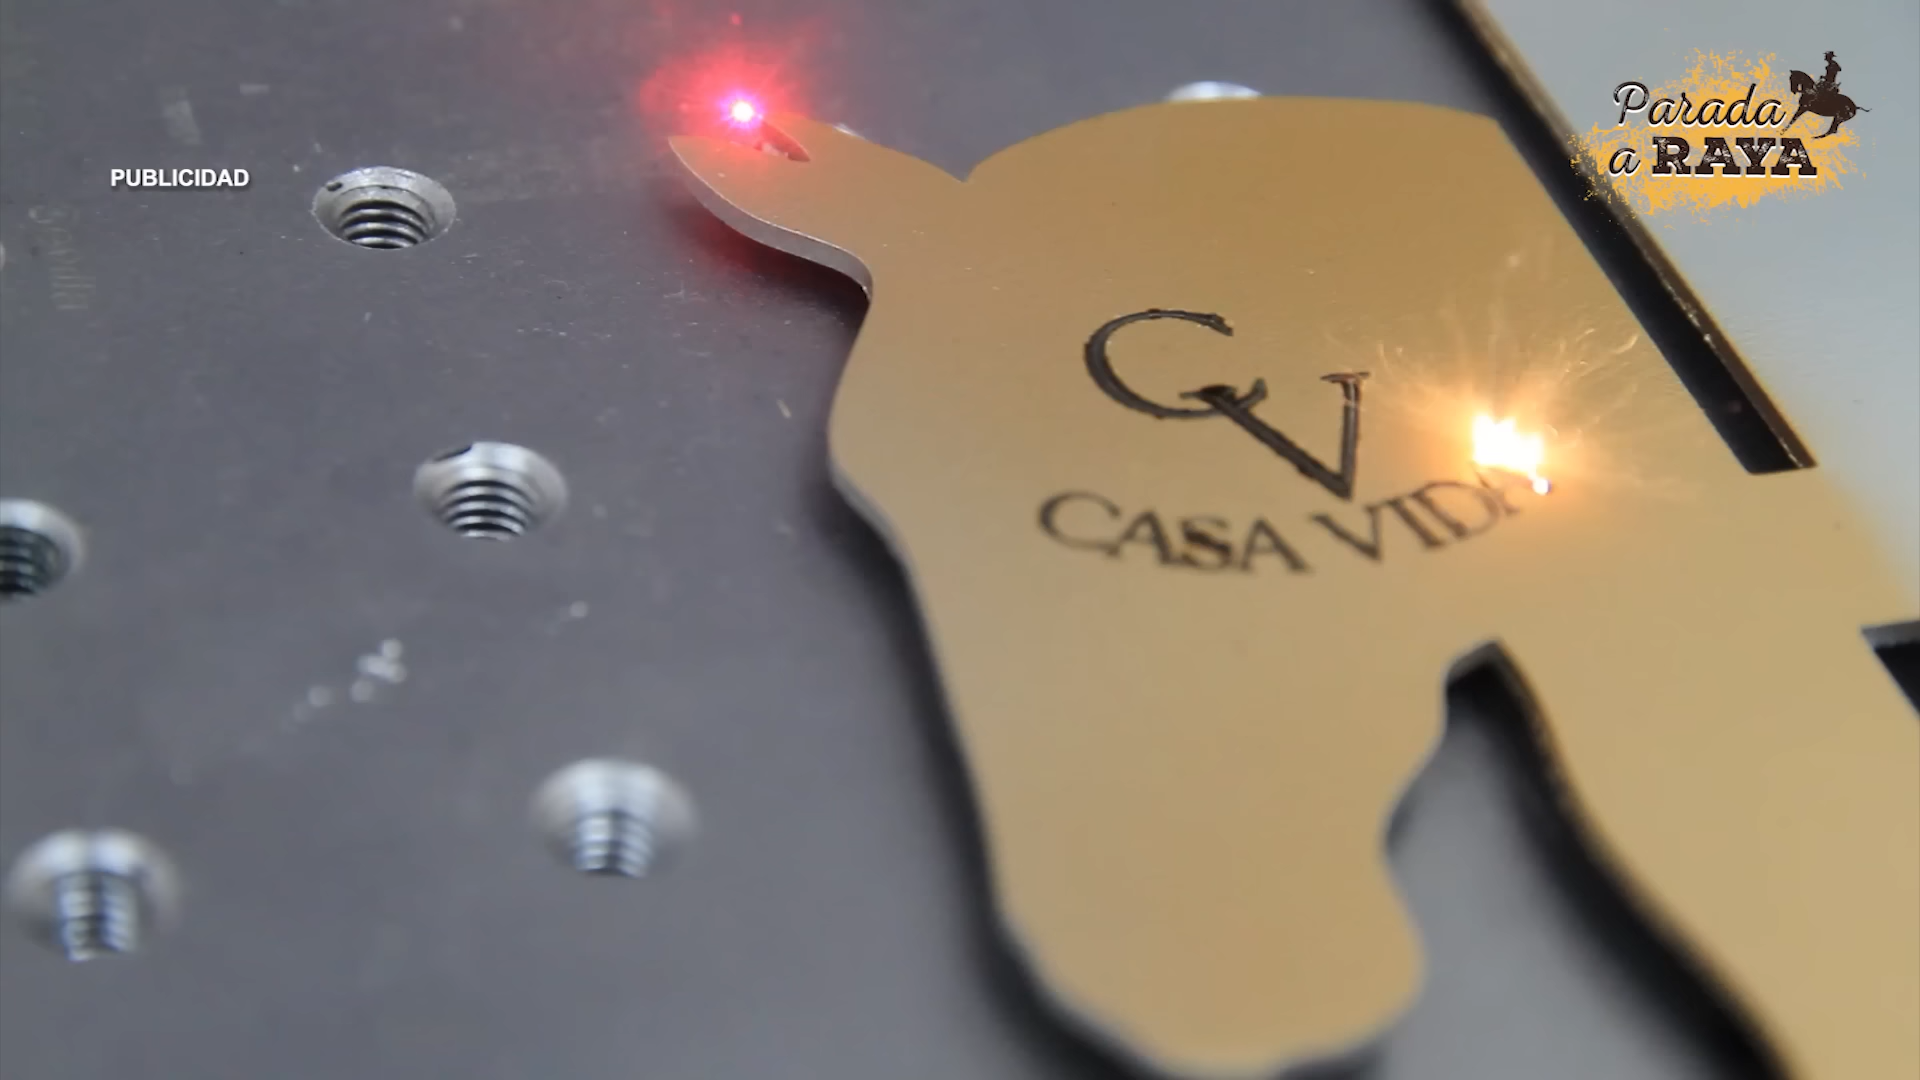 PUBLICIDAD
Parada
a RAYA
CV
CASA VID